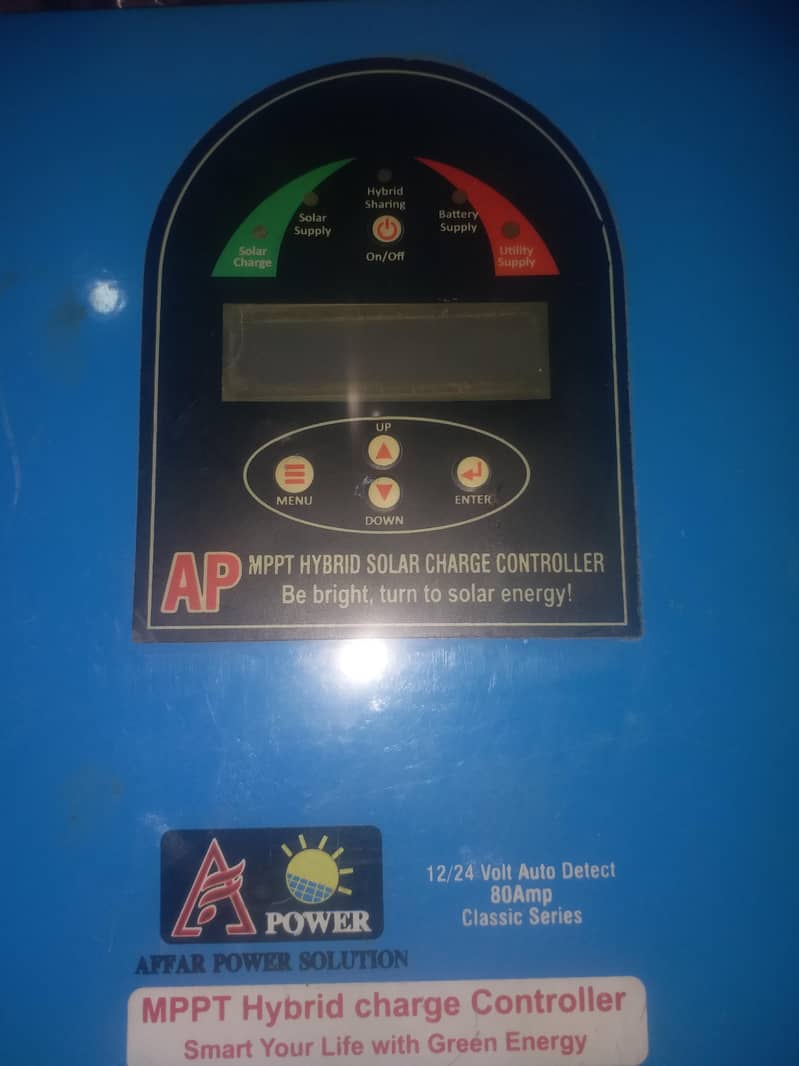 Hybrid
Sharing
Solar
Supply
Battery
Supply
Solar
Charge
On/Off
Utility
Supply
UP
MENU
ENTER
DOWN
AP MPPT HYBRID SOLAR CHARGE CONTROLLER
Be bright, turn to solar energy!
POWER
AFFAR POWER SOLUTION
12/24 Volt Auto Detect
80Amp
Classic Series
MPPT Hybrid charge Controller
Smart Your Life with Green Energy